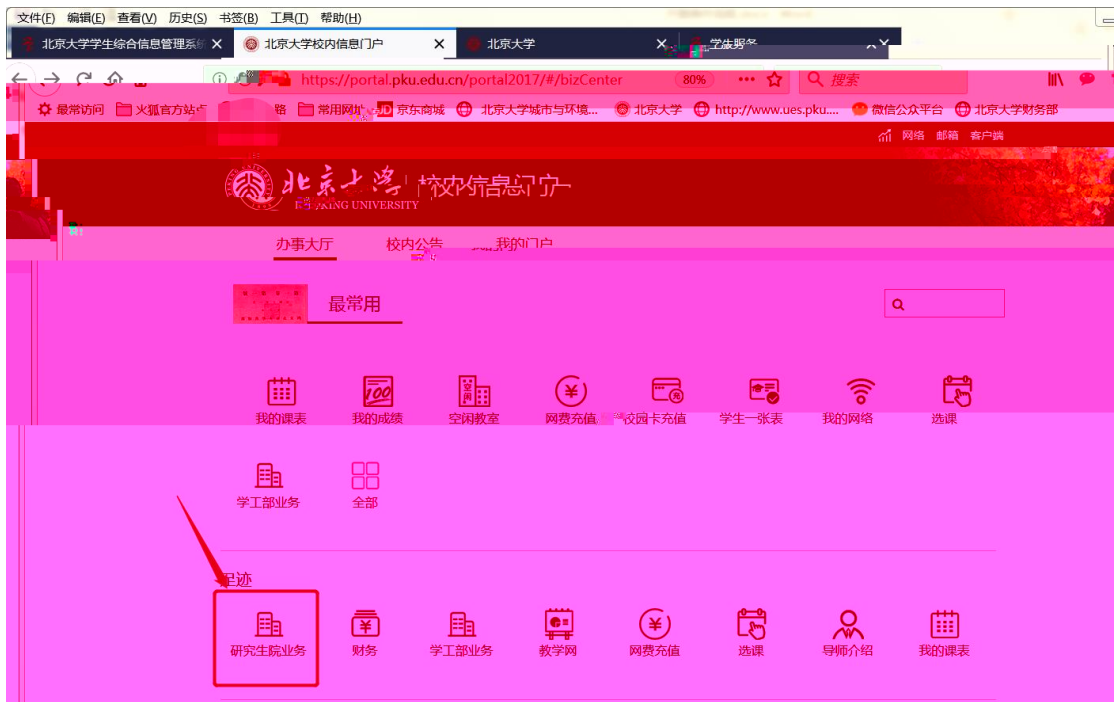 文件(F) 编辑(E) 查看(V) 历史(S) 书签(B) 工具(T) 帮助(H)
北京大学学生综合信息管理系统 北京大学校内信息门户 北京大学
https://portal.pku.edu.cn/portal2017/#/bizCenter 80% 搜索
最常访问 火狐官方站点 常用网址 JD 京东商城 北京大学城市与环境... 北京大学 http://www.ues.pku.... 微信公众平台 北京大学财务部
网络 邮箱 客户端
北京大学 校内信息门户
PEKING UNIVERSITY
办事大厅 校内公告 我的门户
最常用
我的课表 我的成绩 空闲教室 网费充值 校园卡充值 学生一张表 我的网络 选课
学工部业务 全部
足迹
研究生院业务 财务 学工部业务 教学网 网费充值 选课 导师介绍 我的课表